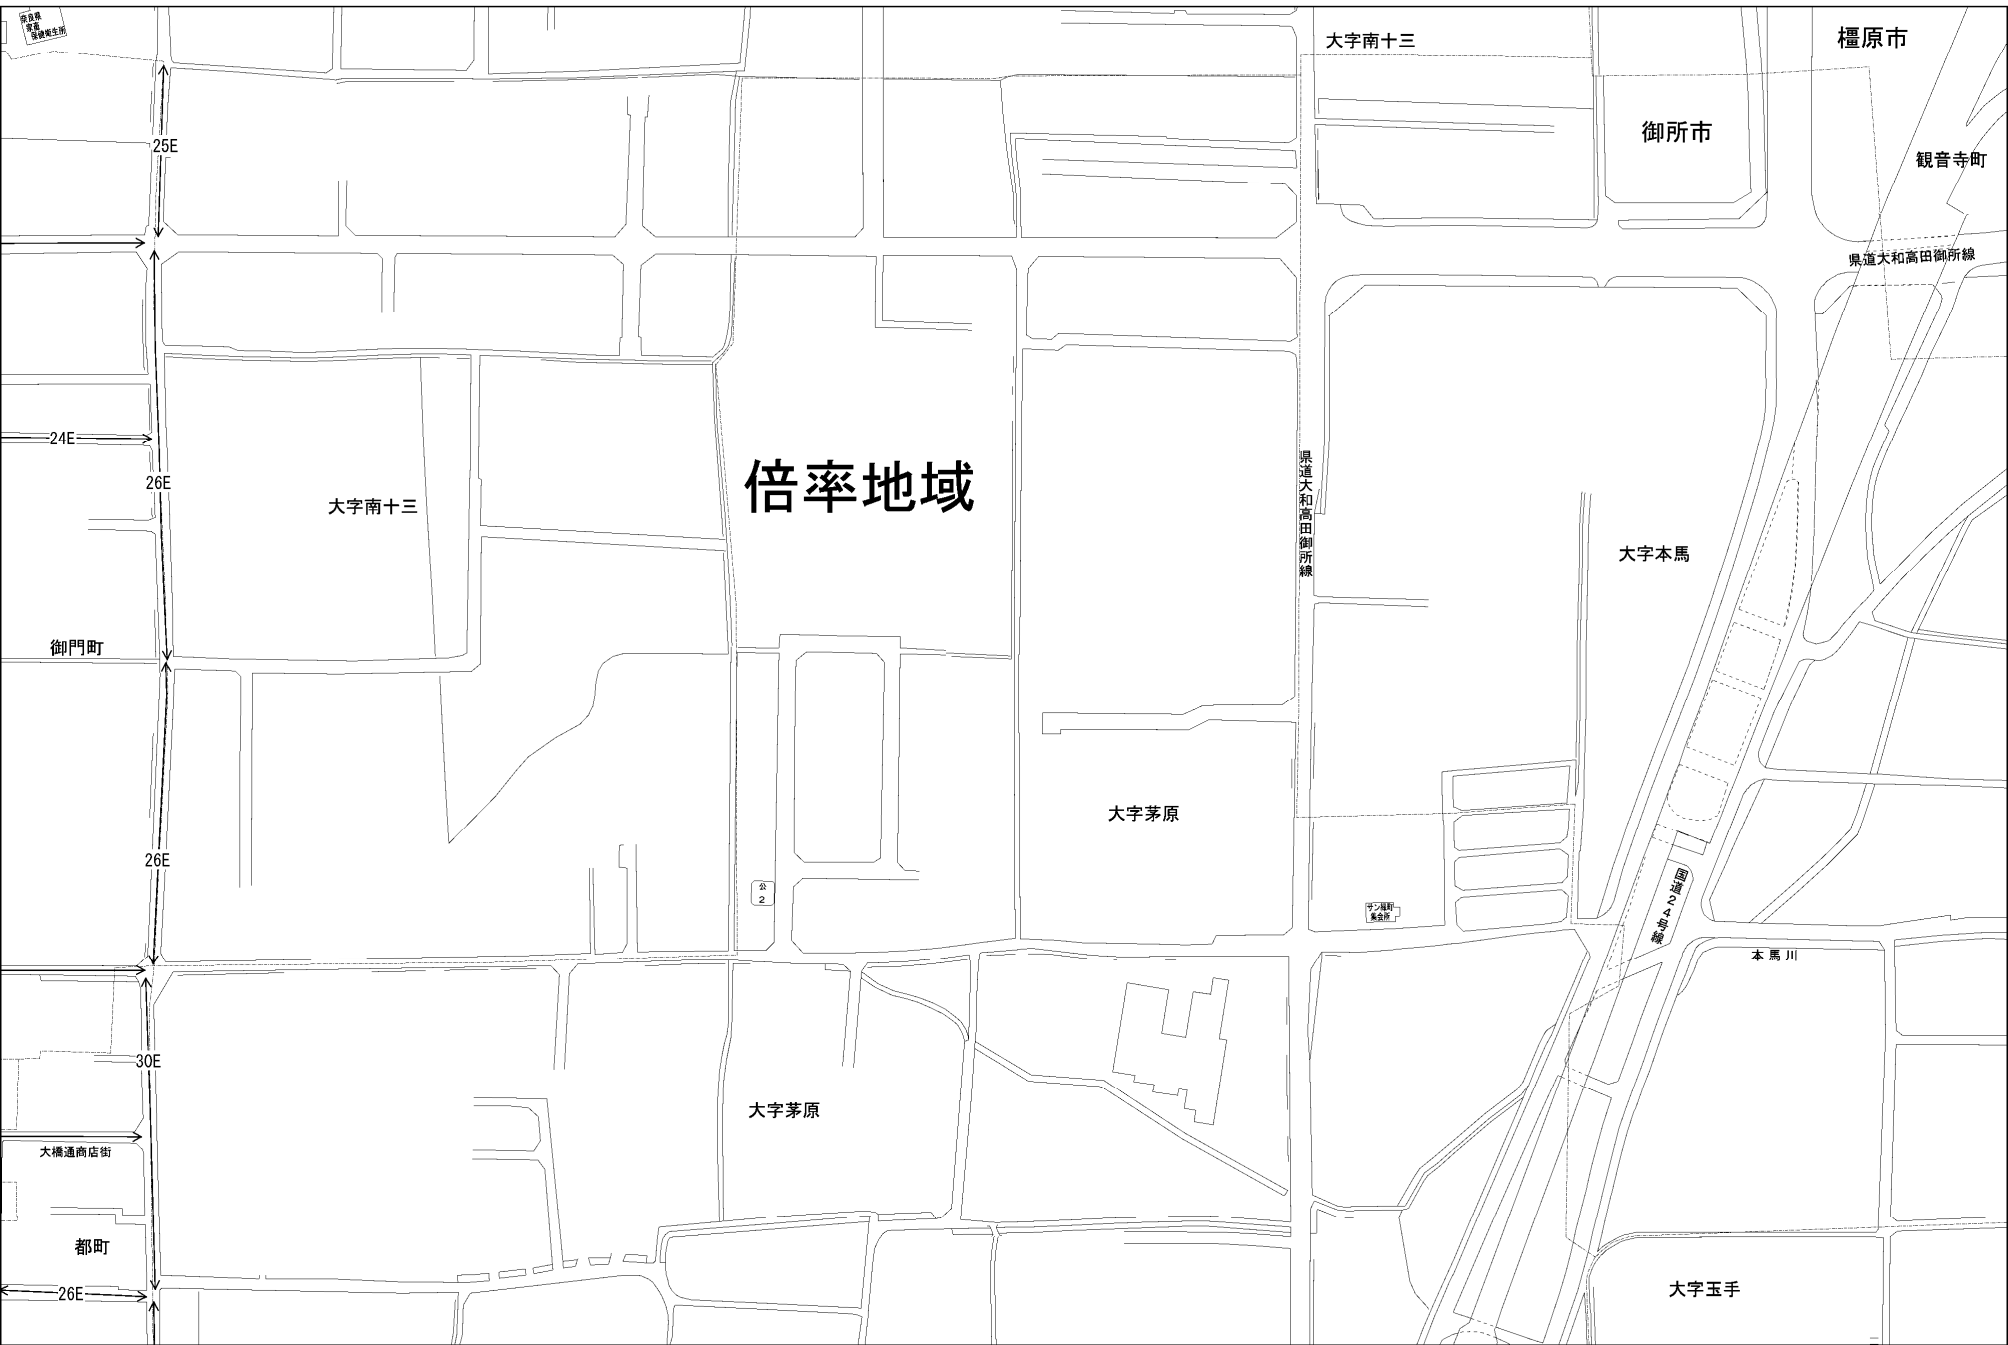 奈良県
家畜
保健衛生所
大字南十三
橿原市
25E
御所市
観音寺町
県道大和高田御所線
24E
26E
大字南十三
倍率地域
県道大和高田御所線
大字本馬
御門町
大字茅原
26E
公
2
サン緑町
集会所
国道24号線
本馬川
30E
大字茅原
大橋通商店街
都町
26E
大字玉手